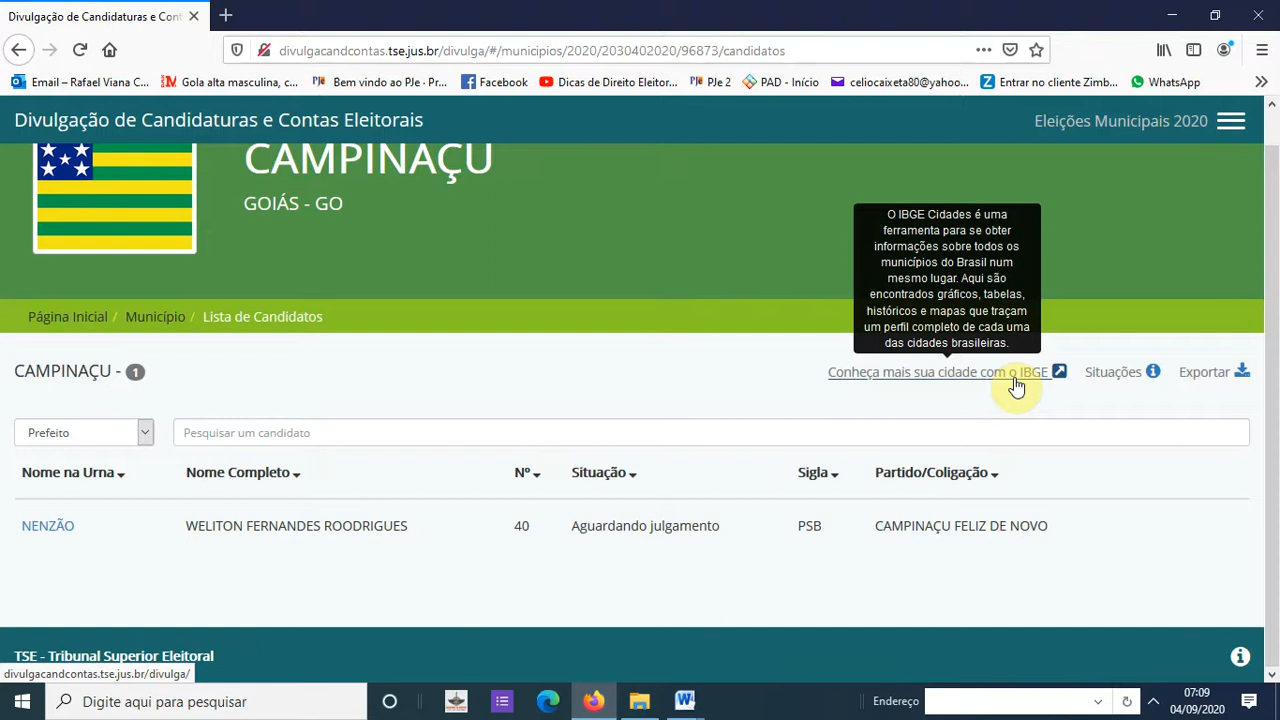 Divulgação de Candidaturas e Cont
divulgacandcontas.tse.jus.br/divulga/#/municipios/2020/2030402020/96873/candidatos
Email – Rafael Viana C... Gola alta masculina, c... Bem vindo ao PJe · Pr... Facebook Dicas de Direito Eleitor... PJe 2 PAD - Início celiocaixeta80@yahoo... Entrar no cliente Zimb... WhatsApp
Divulgação de Candidaturas e Contas Eleitorais
Eleições Municipais 2020
CAMPINAÇU
GOIÁS - GO
O IBGE Cidades é uma
ferramenta para se obter
informações sobre todos os
municípios do Brasil num
mesmo lugar. Aqui são
encontrados gráficos, tabelas,
históricos e mapas que traçam
um perfil completo de cada uma
das cidades brasileiras.
Página Inicial / Município / Lista de Candidatos
CAMPINAÇU - 1
Conheça mais sua cidade com o IBGE Situações Exportar
Prefeito Pesquisar um candidato
Nome na Urna Nome Completo Nº Situação Sigla Partido/Coligação
NENZÃO WELITON FERNANDES ROODRIGUES 40 Aguardando julgamento PSB CAMPINAÇU FELIZ DE NOVO
TSE - Tribunal Superior Eleitoral
divulgacandcontas.tse.jus.br/divulga/
Digite aqui para pesquisar
Endereço
07:09
04/09/2020